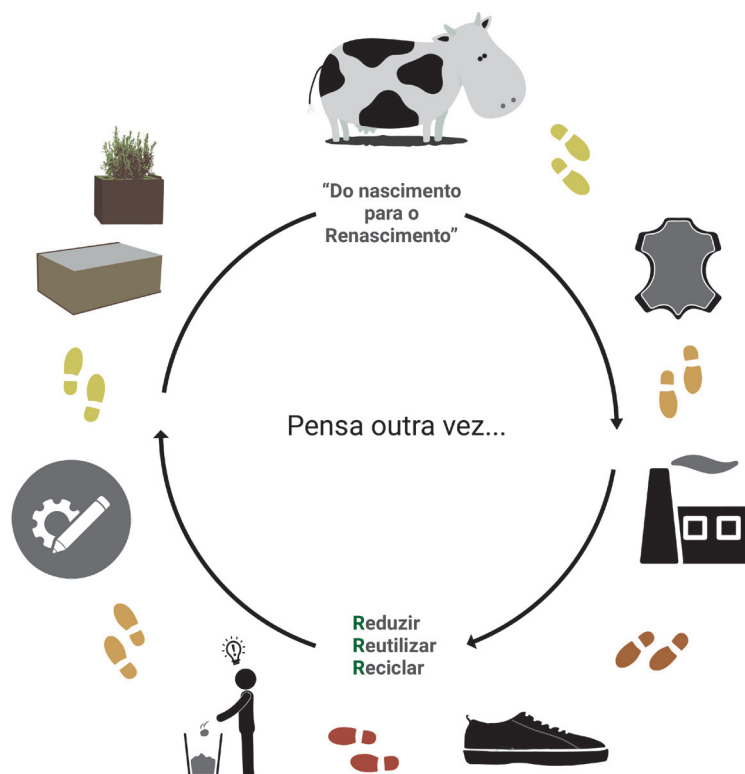 “Do nascimento
para o
Renascimento”
Pensa outra vez...
Reduzir
Reutilizar
Reciclar